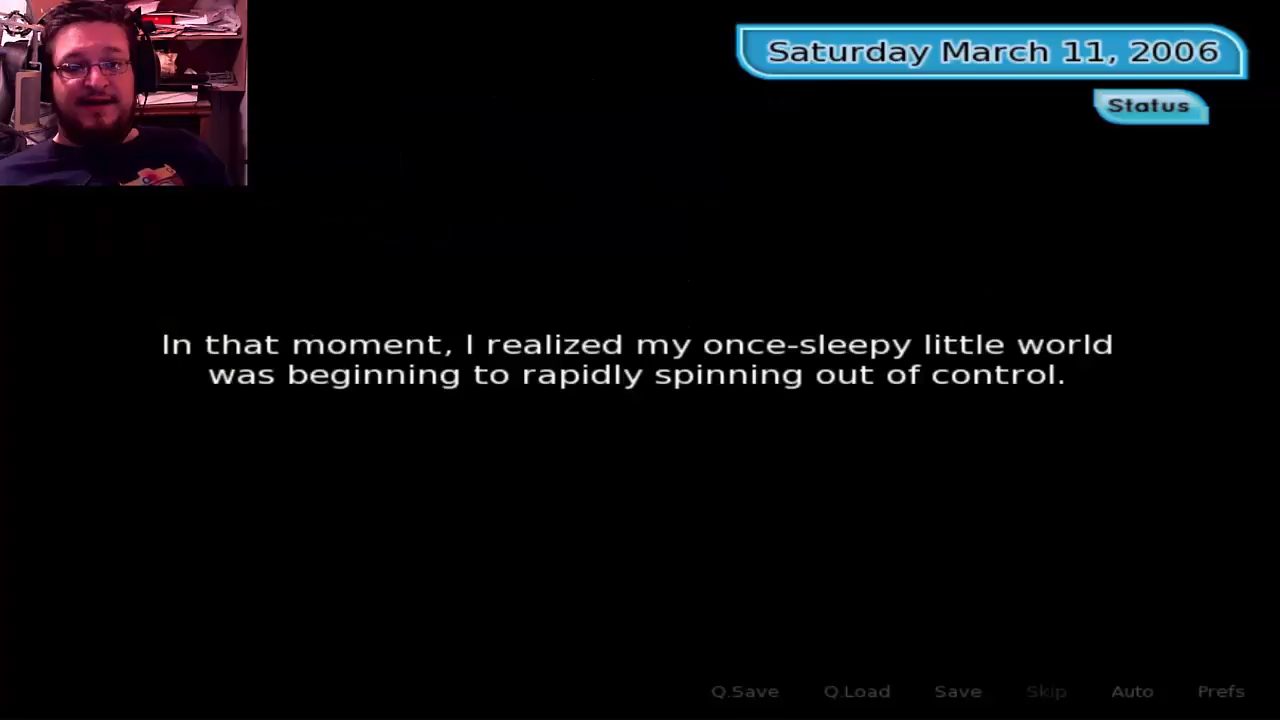 Saturday March 11, 2006
Status
In that moment, I realized my once-sleepy little world
was beginning to rapidly spinning out of control.
Q.Save Q.Load Save Skip Auto Prefs